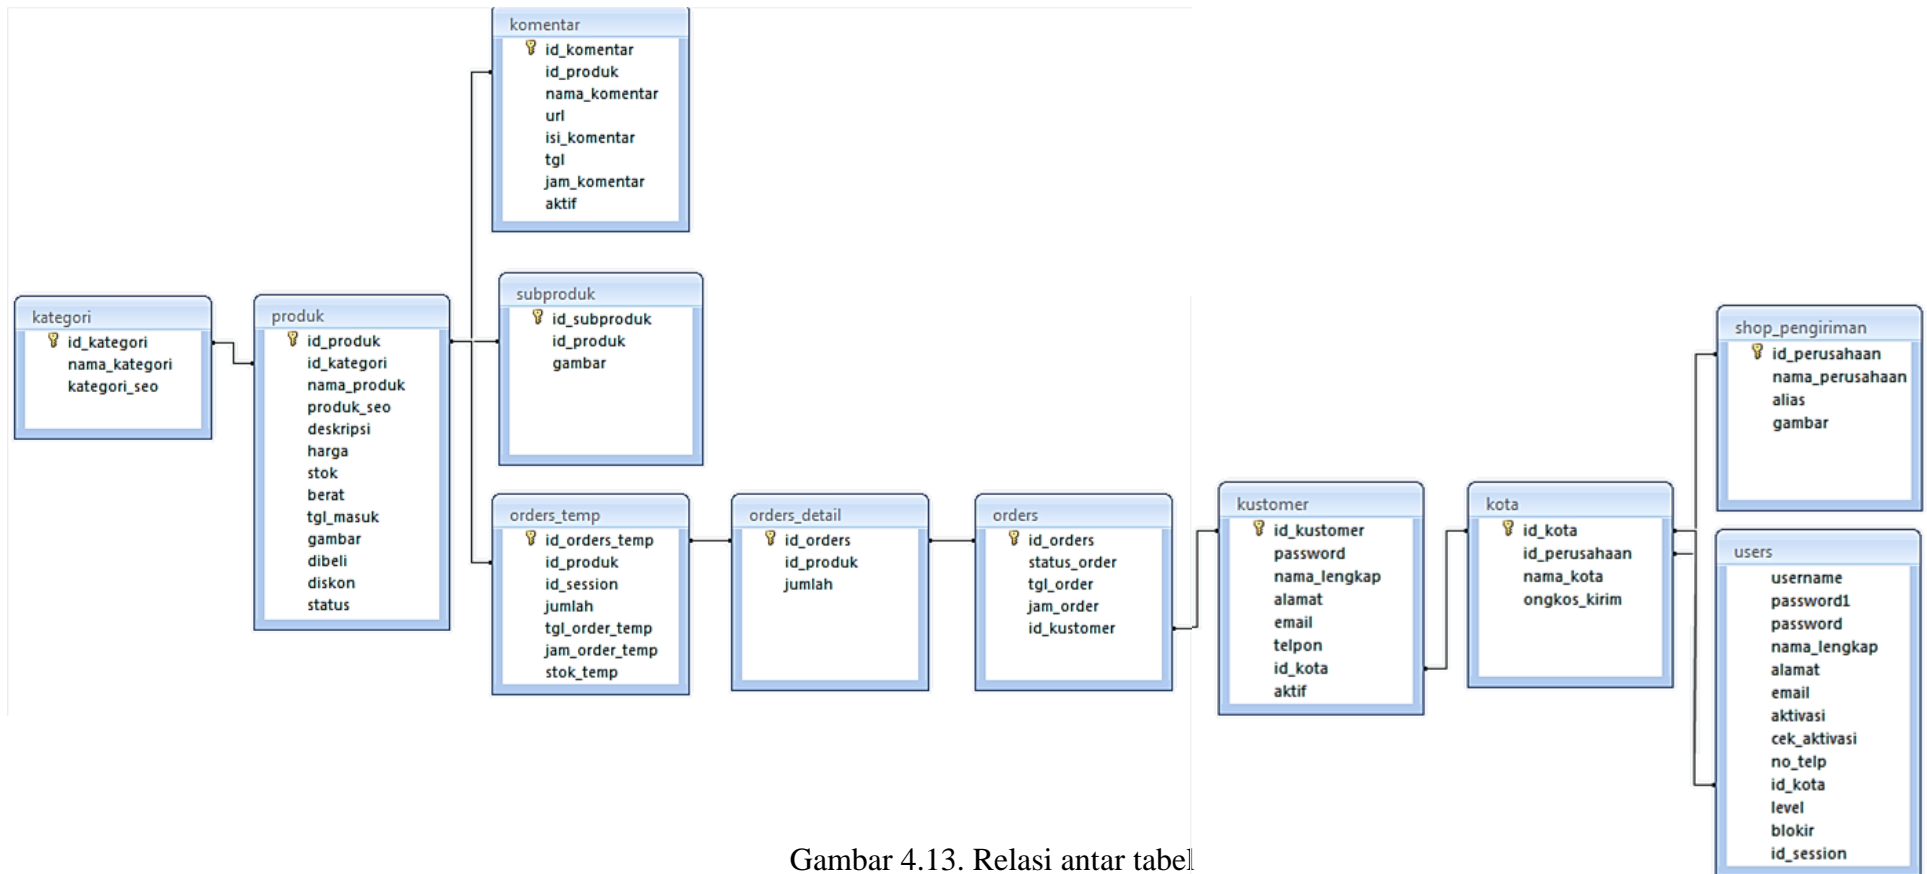 komentar
id_komentar
id_produk
nama_komentar
url
isi_komentar
tgl
jam_komentar
aktif
kategori
id_kategori
nama_kategori
kategori_seo
produk
id_produk
id_kategori
nama_produk
produk_seo
deskripsi
harga
stok
berat
tgl_masuk
gambar
dibeli
diskon
status
subproduk
id_subproduk
id_produk
gambar
orders_temp
id_orders_temp
id_produk
id_session
jumlah
tgl_order_temp
jam_order_temp
stok_temp
orders_detail
id_orders
id_produk
jumlah
orders
id_orders
status_order
tgl_order
jam_order
id_kustomer
kustomer
id_kustomer
password
nama_lengkap
alamat
email
telpon
id_kota
aktif
kota
id_kota
id_perusahaan
nama_kota
ongkos_kirim
shop_pengiriman
id_perusahaan
nama_perusahaan
alias
gambar
users
username
password1
password
nama_lengkap
alamat
email
aktivasi
cek_aktivasi
no_telp
id_kota
level
blokir
id_session
Gambar 4.13. Relasi antar tabel